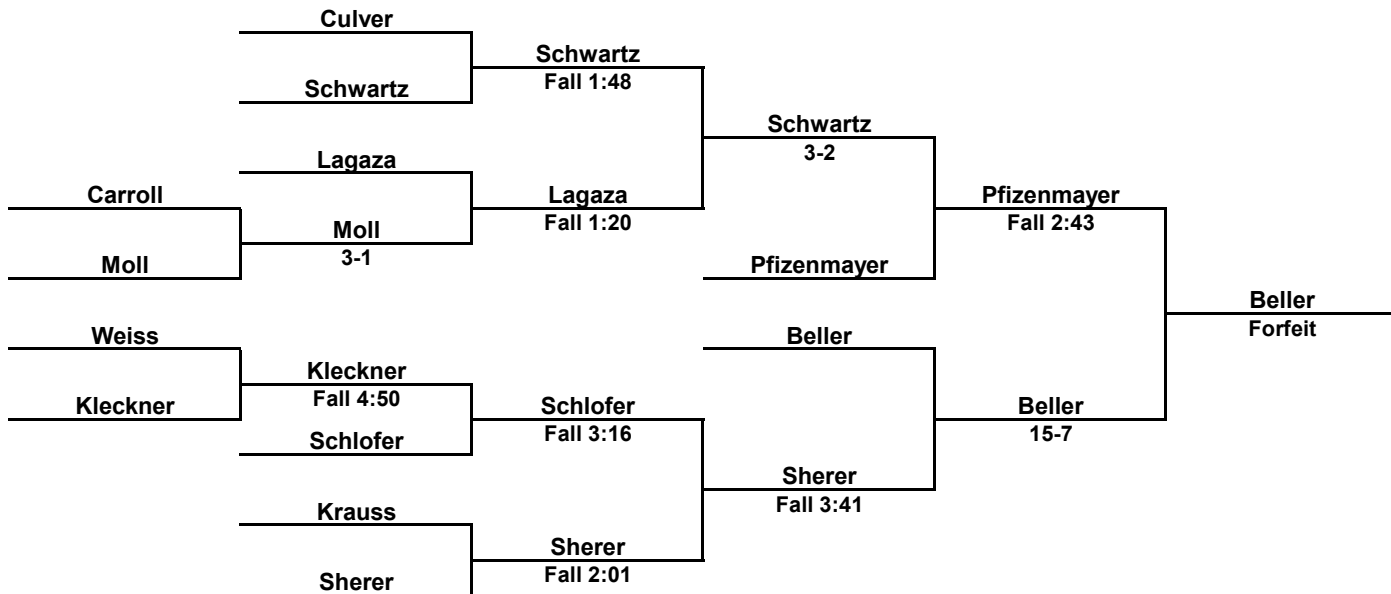 Culver
Schwartz
Fall 1:48
Schwartz
Schwartz
3-2
Lagaza
Carroll
Lagaza
Fall 1:20
Pfizenmayer
Fall 2:43
Moll
3-1
Moll
Pfizenmayer
Beller
Forfeit
Weiss
Beller
Kleckner
Fall 4:50
Kleckner
Schlofer
Fall 3:16
Beller
15-7
Schlofer
Sherer
Fall 3:41
Krauss
Sherer
Fall 2:01
Sherer